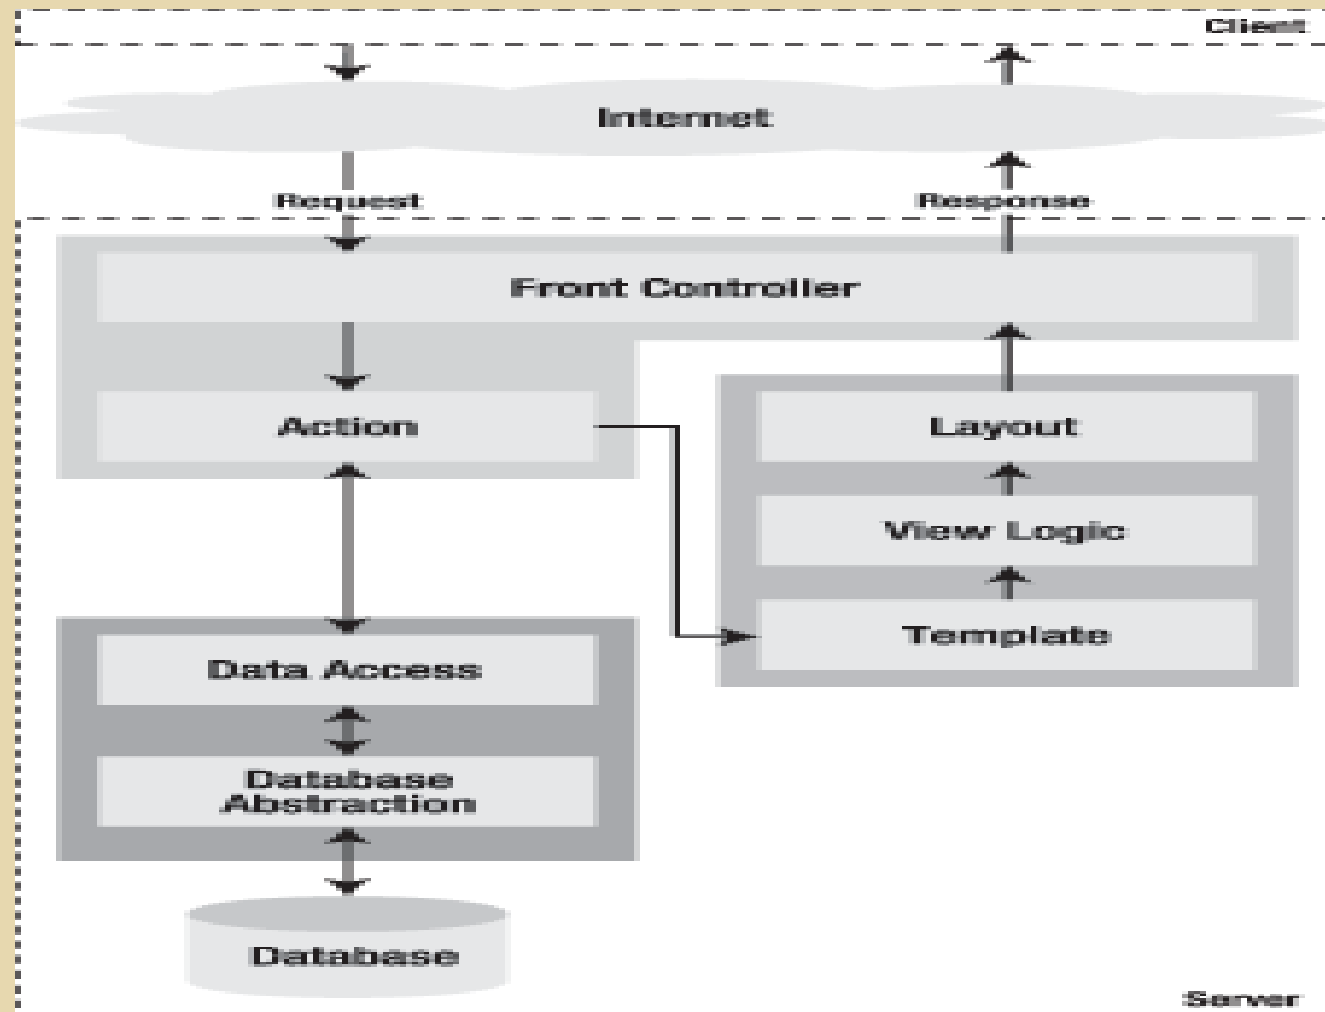 Client
Internet
Request
Response
Front Controller
Action
Layout
View Logic
Template
Data Access
Database
Abstraction
Database
Server